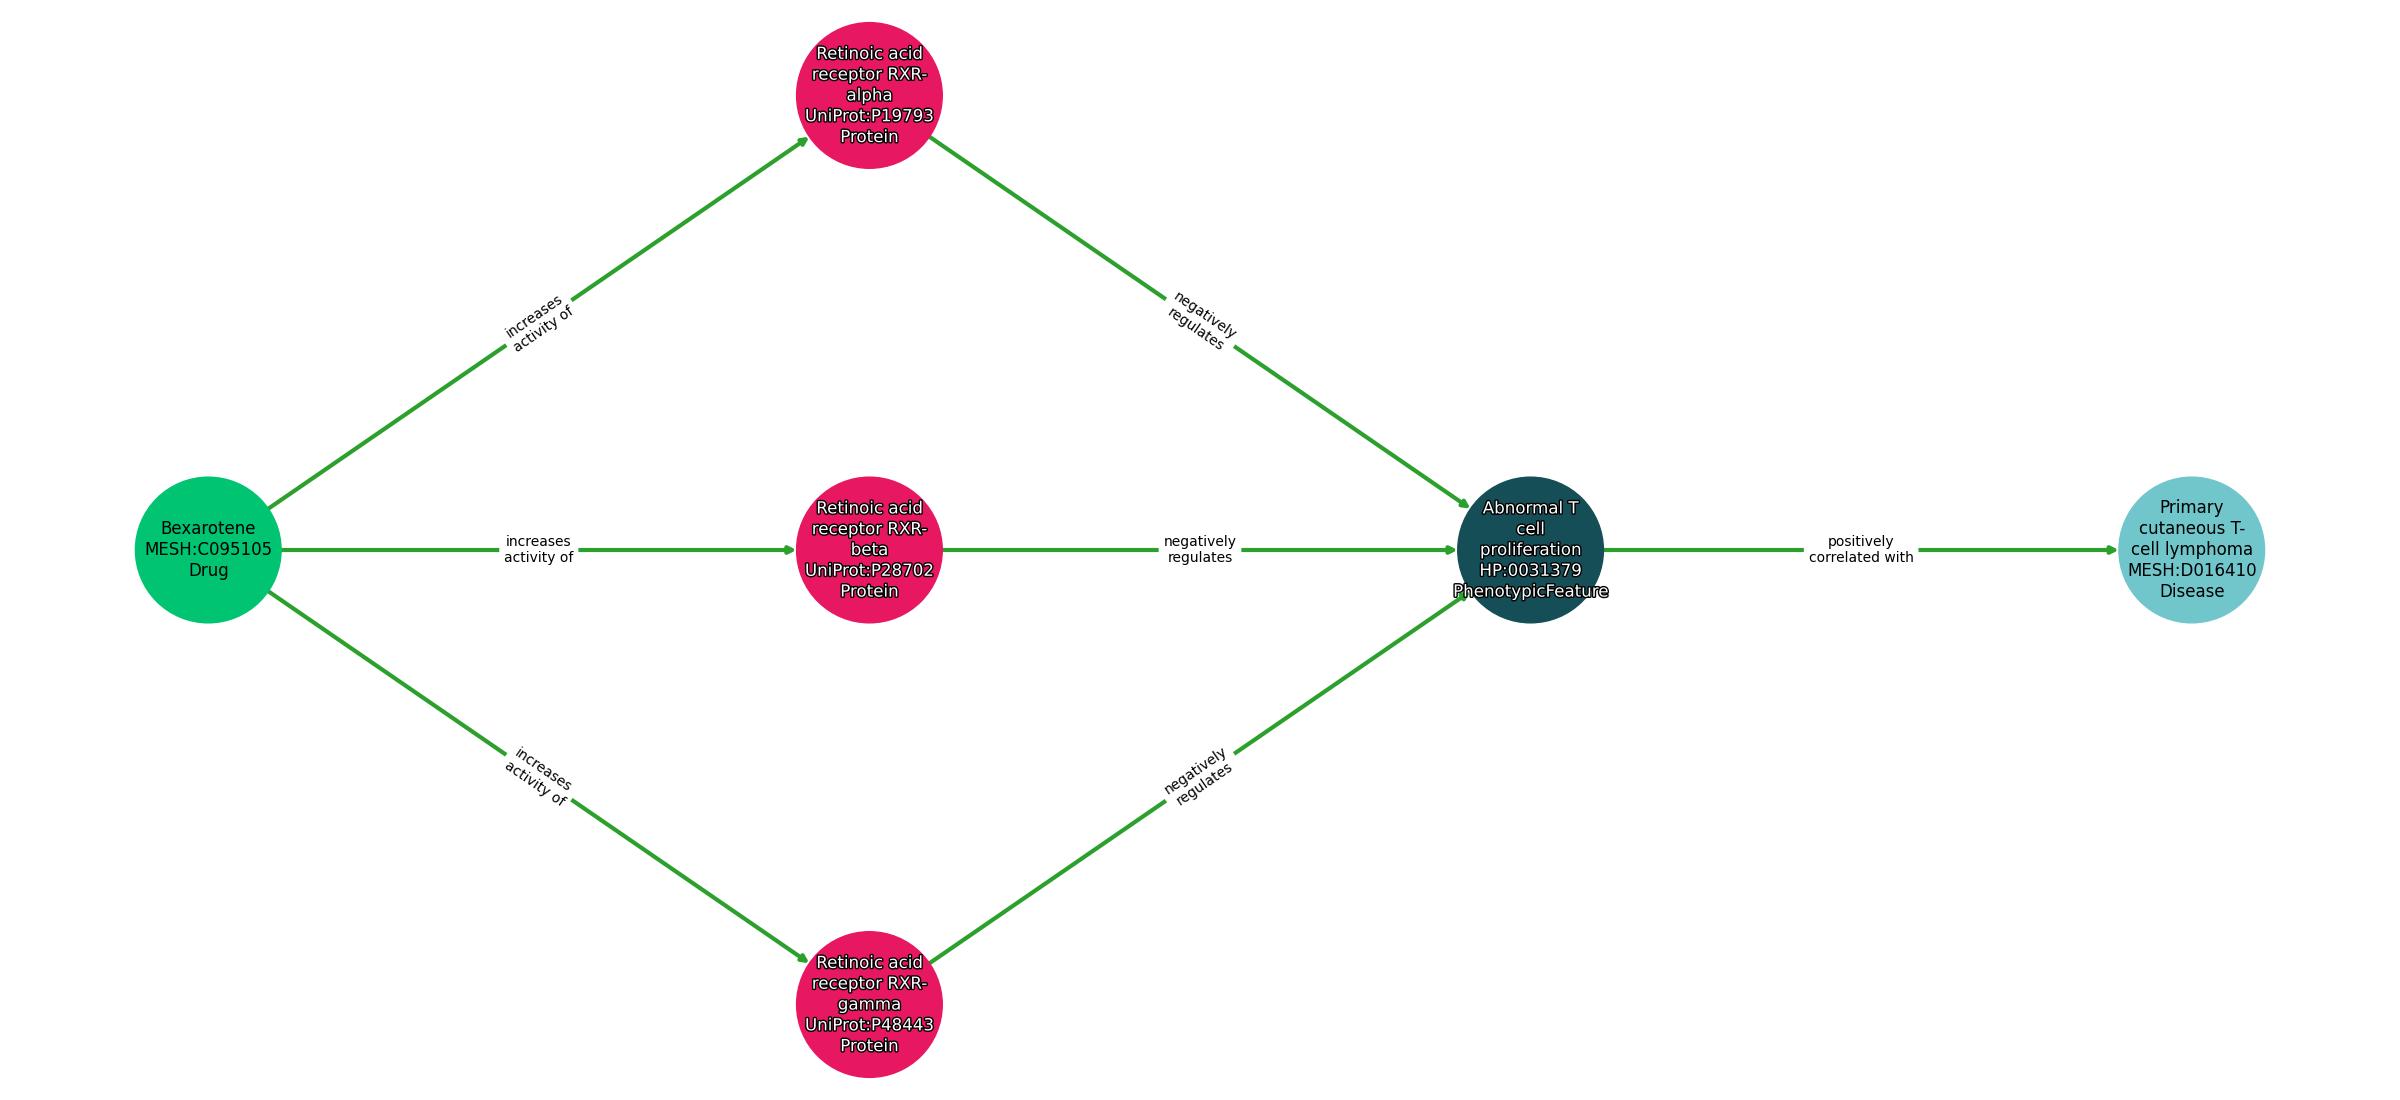 Retinoic acid
receptor RXR-
alpha
UniProt:P19793
Protein
increases
activity of
negatively
regulates
Bexarotene
MESH:C095105
Drug
increases
activity of
Retinoic acid
receptor RXR-
beta
UniProt:P28702
Protein
negatively
regulates
Abnormal T
cell
proliferation
HP:0031379
PhenotypicFeature
positively
correlated with
Primary
cutaneous T-
cell lymphoma
MESH:D016410
Disease
increases
activity of
negatively
regulates
Retinoic acid
receptor RXR-
gamma
UniProt:P48443
Protein